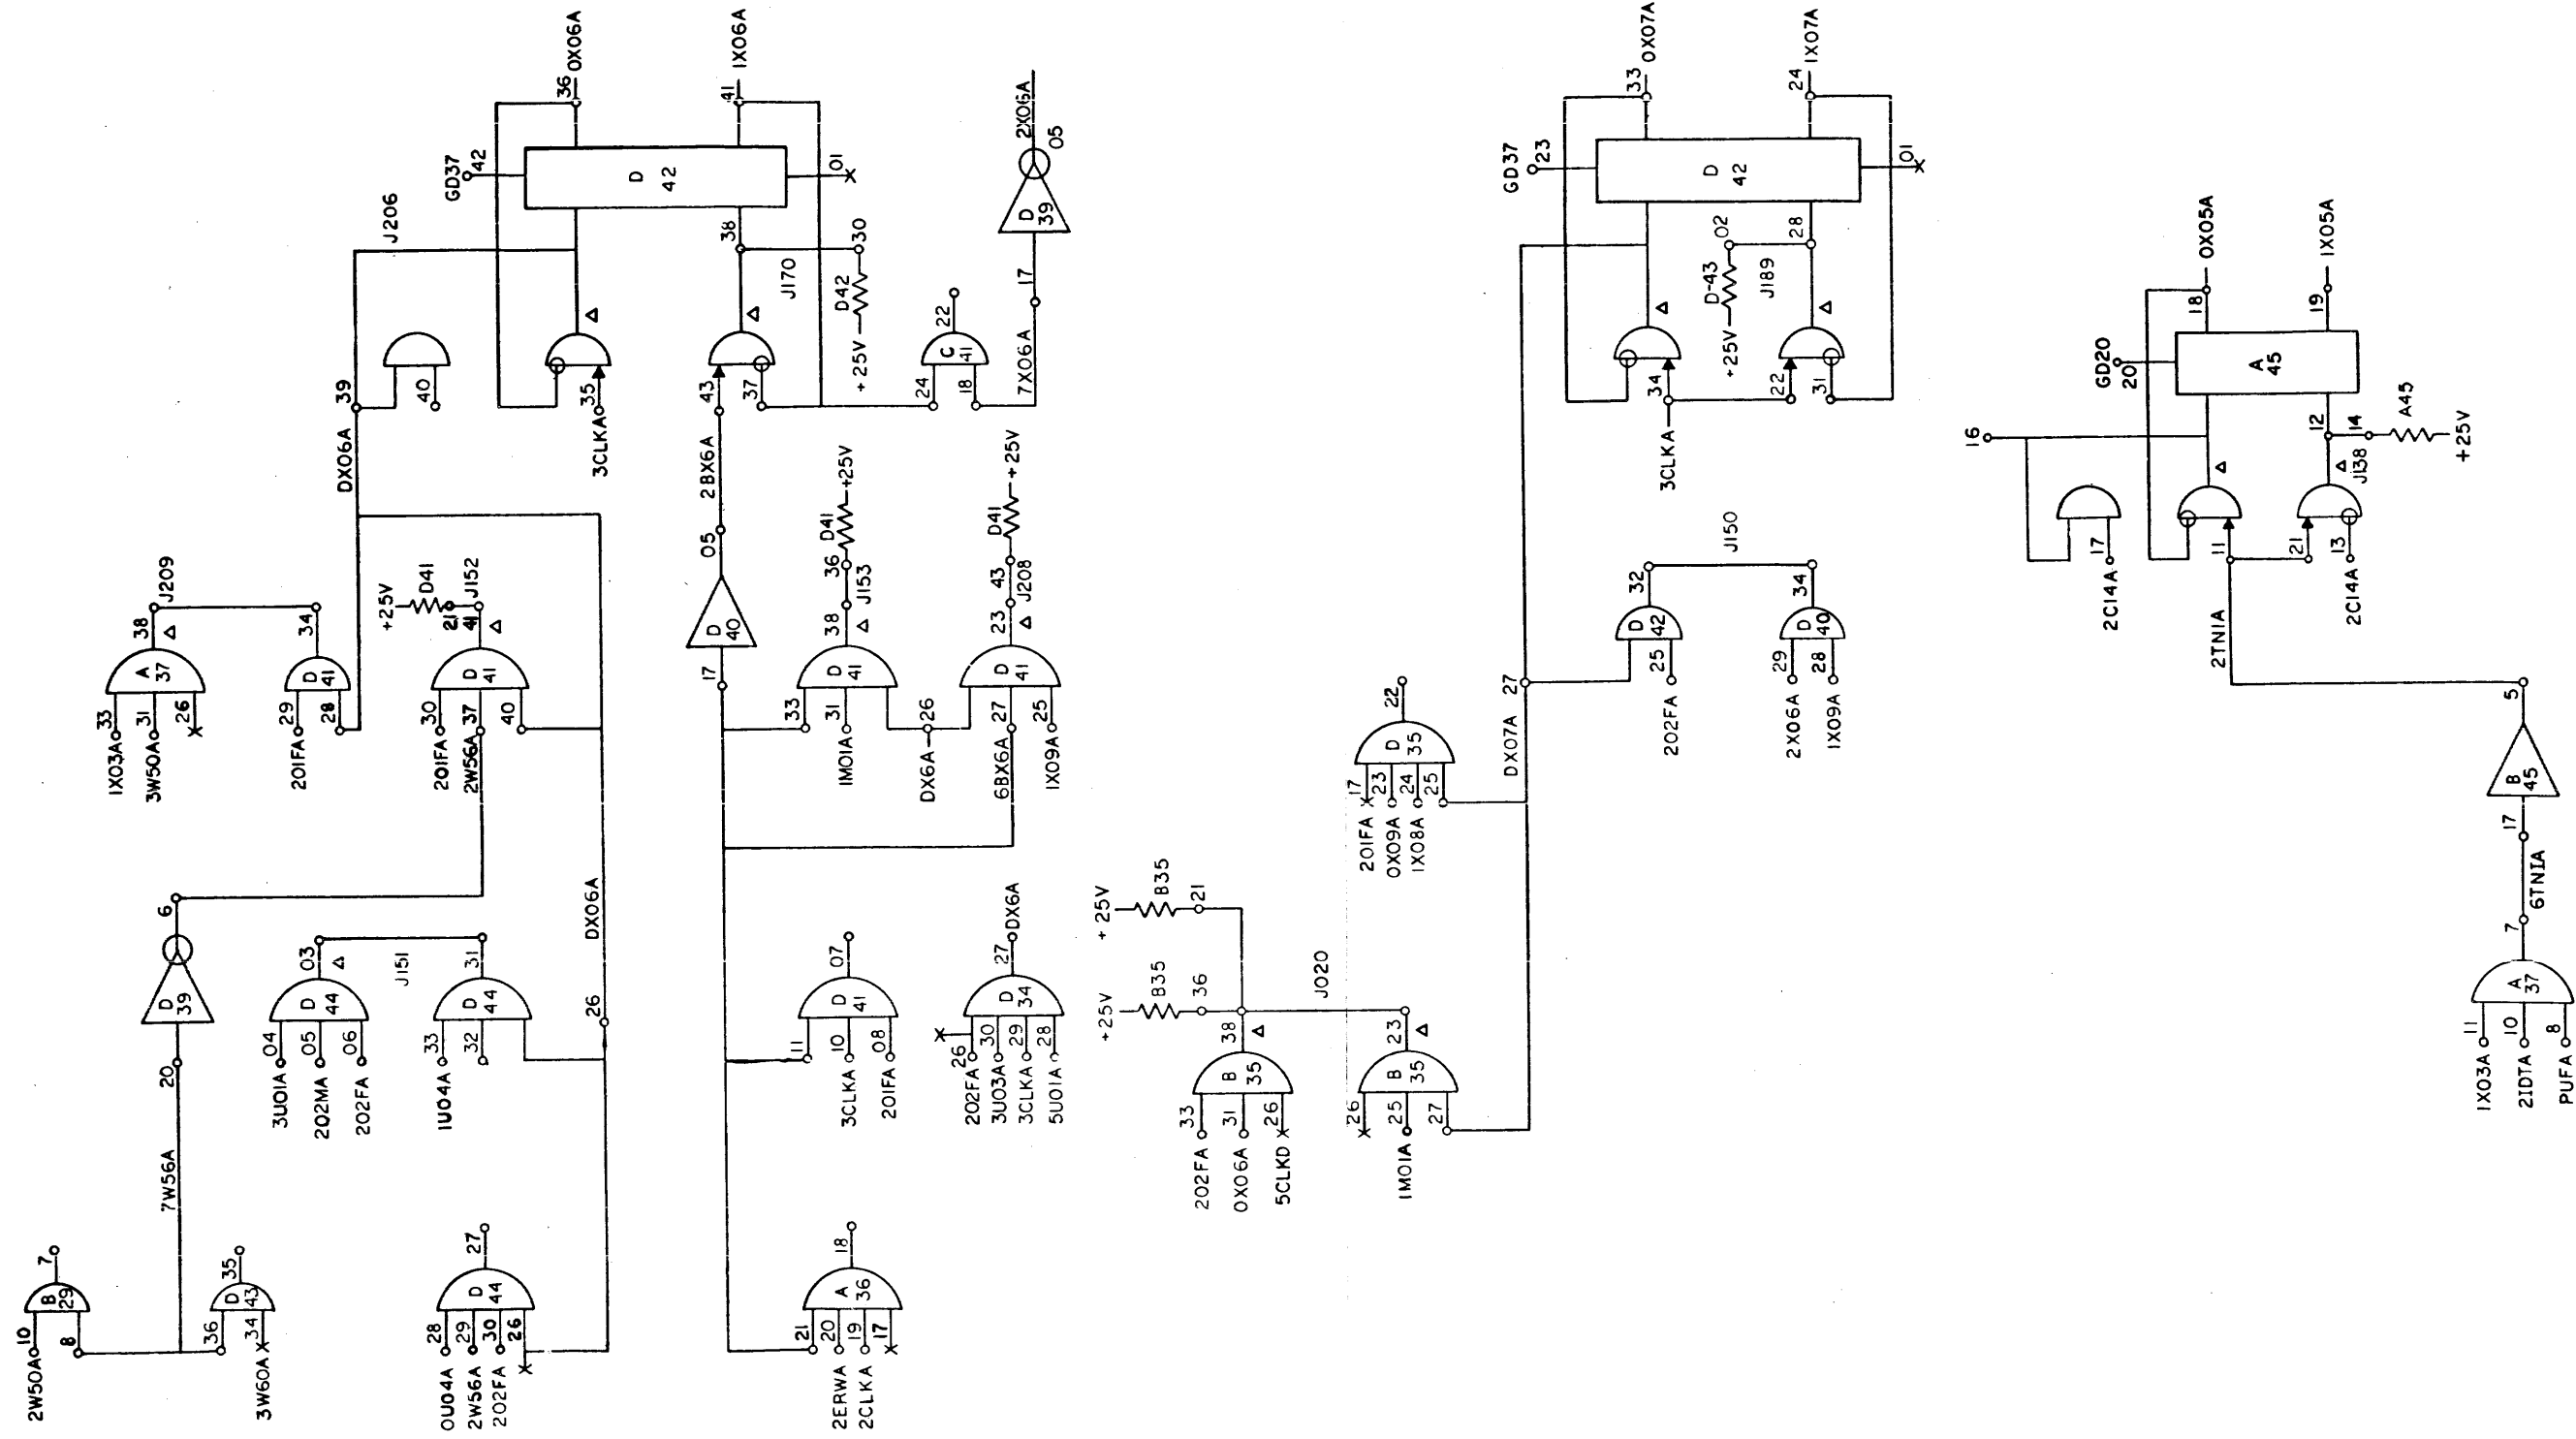 0X06A
36
1X06A
41
GD37
42
D
42
01
2X06A
05
D
39
17
7X06A
J206
38
30
J170
D42
+25V
22
C
41
24
18
39
40
35
3CLKA
43
37
DX06A
2BX6A
05
D
40
17
J209
38
A
37
33
31
26
1X03A
3W50A
34
D
41
29
28
201FA
+25V
D41
21
41
J152
D
41
30
37
40
201FA
2W56A
+25V
D41
36
J153
38
D
41
33
31
1M01A
+25V
D41
43
J208
23
D
41
26
27
25
DX6A
6BX6A
1X09A
6
D
39
20
7W56A
03
D
44
J151
04
05
06
3U01A
202MA
202FA
31
D
44
33
32
1U04A
DX06A
26
07
D
41
11
10
08
3CLKA
201FA
DX6A
27
D
34
26
30
29
28
202FA
3U03A
3CLKA
5U01A
7
B
29
10
8
2W50A
35
D
43
36
34
3W60A
27
D
44
28
29
30
26
0U04A
2W56A
202FA
18
A
36
21
20
19
17
2ERWA
2CLKA
0X07A
33
1X07A
24
GD37
23
D
42
01
02
28
D-43
J189
+25V
34
22
31
3CLKA
J150
32
D
42
25
202FA
34
D
40
29
28
2X06A
1X09A
27
DX07A
22
D
35
17
23
24
25
201FA
0X09A
1X08A
+25V
B35
21
+25V
B35
36
J020
38
B
35
33
31
26
202FA
0X06A
5CLKD
23
B
35
26
25
27
1M01A
0X05A
18
1X05A
19
GD20
20
A
45
12
14
A45
+25V
J138
16
17
2C14A
11
21
13
2C14A
2TN1A
5
B
45
17
6TN1A
7
A
37
11
10
8
1X03A
21DTA
PUFA